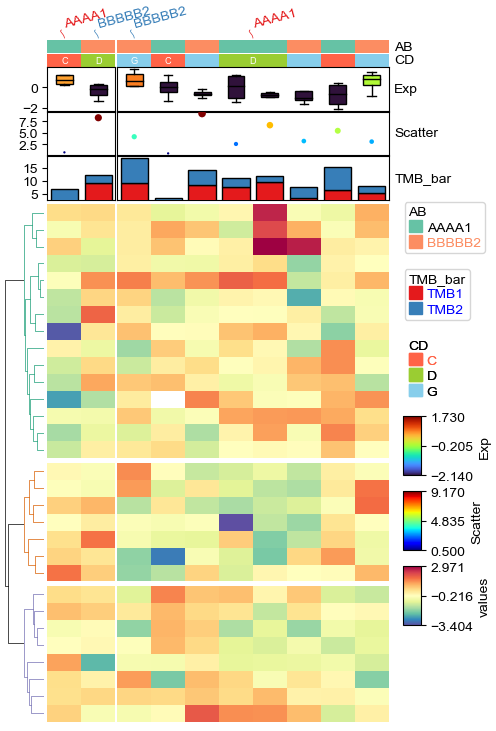 AAAA1 BBBBB2 BBBBB2 AAAA1
AB
C D G C D CD
0 -2 Exp
7.5 5.0 2.5 Scatter
15 10 5 TMB_bar
AB
AAAA1
BBBBB2
TMB_bar
TMB1
TMB2
CD
C
D
G
1.730
-0.205
-2.140
Exp
9.170
4.835
0.500
Scatter
2.971
-0.216
-3.404
values